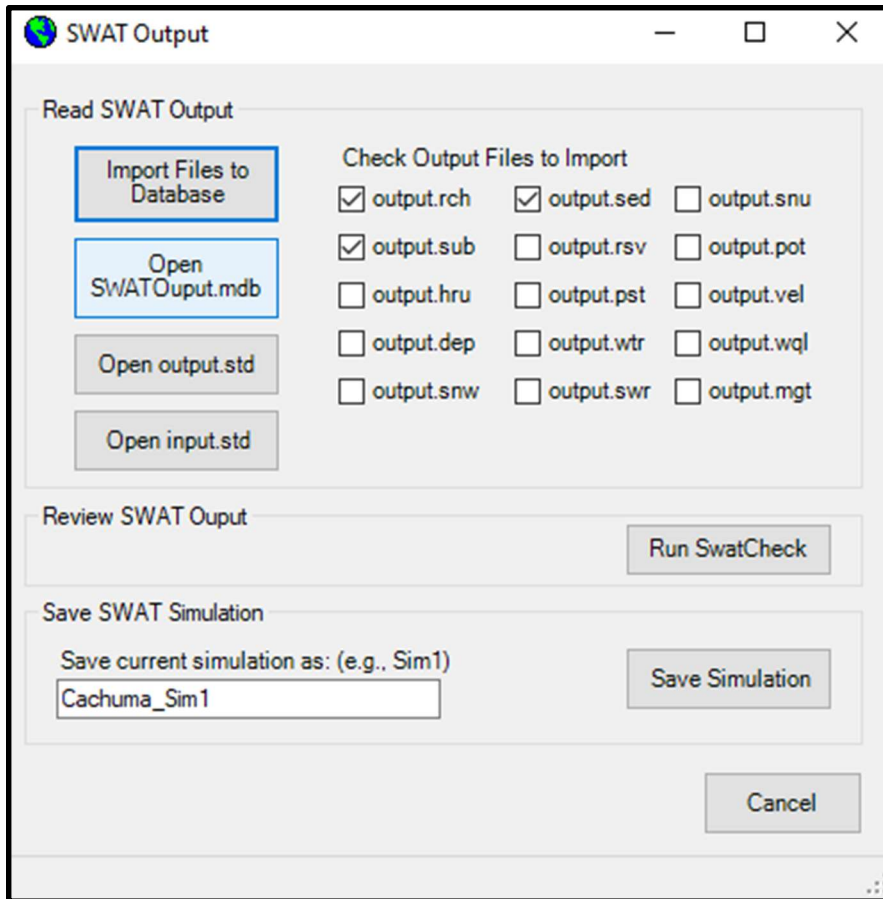 SWAT Output
Read SWAT Output
Import Files to
Database
Open
SWATOuput.mdb
Open output.std
Open input.std
Check Output Files to Import
output.rch output.sed output.snu
output.sub output.rsv output.pot
output.hru output.pst output.vel
output.dep output.wtr output.wql
output.snw output.swr output.mgt
Review SWAT Ouput
Run SwatCheck
Save SWAT Simulation
Save current simulation as: (e.g., Sim1)
Cachuma_Sim1
Save Simulation
Cancel